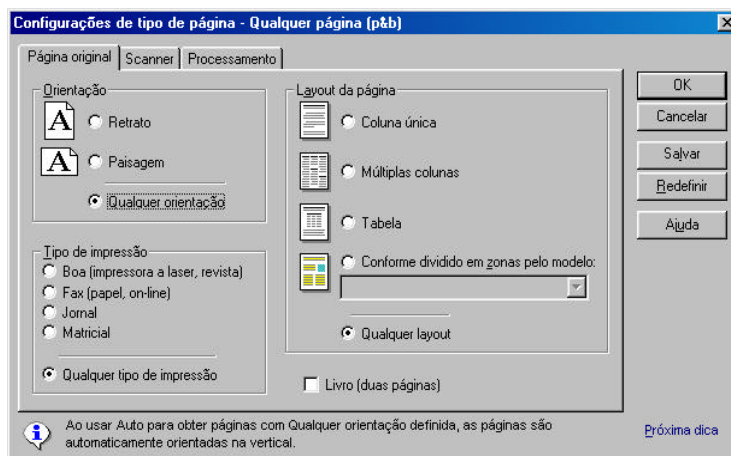 Configurações de tipo de página - Qualquer página (p&b)
Página original
Scanner
Processamento
Orientação
A
Retrato
A
Paisagem
Qualquer orientação
Tipo de impressão
Boa (impressora a laser, revista)
Fax (papel, on-line)
Jornal
Matricial
Qualquer tipo de impressão
Layout da página
Coluna única
Múltiplas colunas
Tabela
Conforme dividido em zonas pelo modelo:
Qualquer layout
Livro (duas páginas)
OK
Cancelar
Salvar
Redefinir
Ajuda
Ao usar Auto para obter páginas com Qualquer orientação definida, as páginas são
automaticamente orientadas na vertical.
Próxima dica